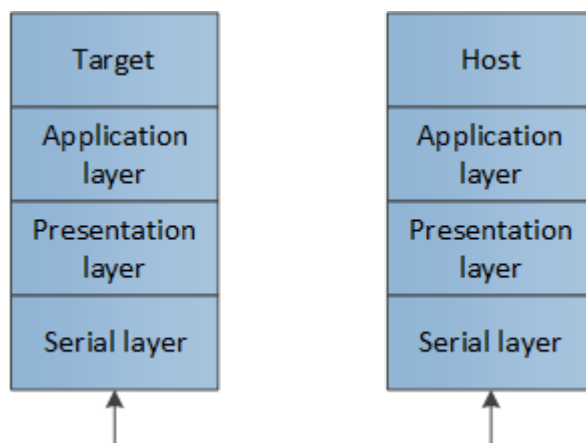 Target
Application
layer
Presentation
layer
Serial layer
Host
Application
layer
Presentation
layer
Serial layer